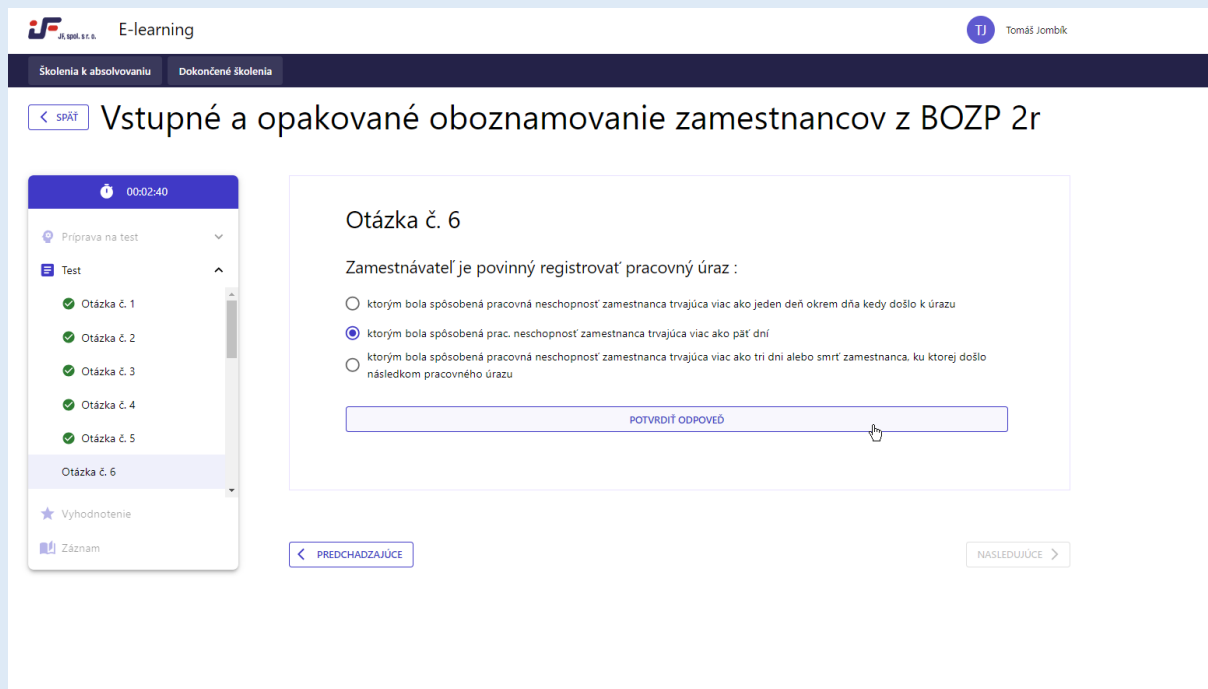 JF, spol. s r. o.
E-learning
TJ
Tomáš Jombík
Školenia k absolvovaniu
Dokončené školenia
SPÄŤ
Vstupné a opakované oboznamovanie zamestnancov z BOZP 2r
00:02:40
Príprava na test
Test
Otázka č. 1
Otázka č. 2
Otázka č. 3
Otázka č. 4
Otázka č. 5
Otázka č. 6
Vyhodnotenie
Záznam
Otázka č. 6
Zamestnávateľ je povinný registrovať pracovný úraz :
ktorým bola spôsobená pracovná neschopnosť zamestnanca trvajúca viac ako jeden deň okrem dňa kedy došlo k úrazu
ktorým bola spôsobená prac. neschopnosť zamestnanca trvajúca viac ako päť dní
ktorým bola spôsobená pracovná neschopnosť zamestnanca trvajúca viac ako tri dni alebo smrť zamestnanca, ku ktorej došlo
následkom pracovného úrazu
POTVRDIŤ ODPOVEĎ
PREDCHADZAJÚCE
NASLEDUJÚCE